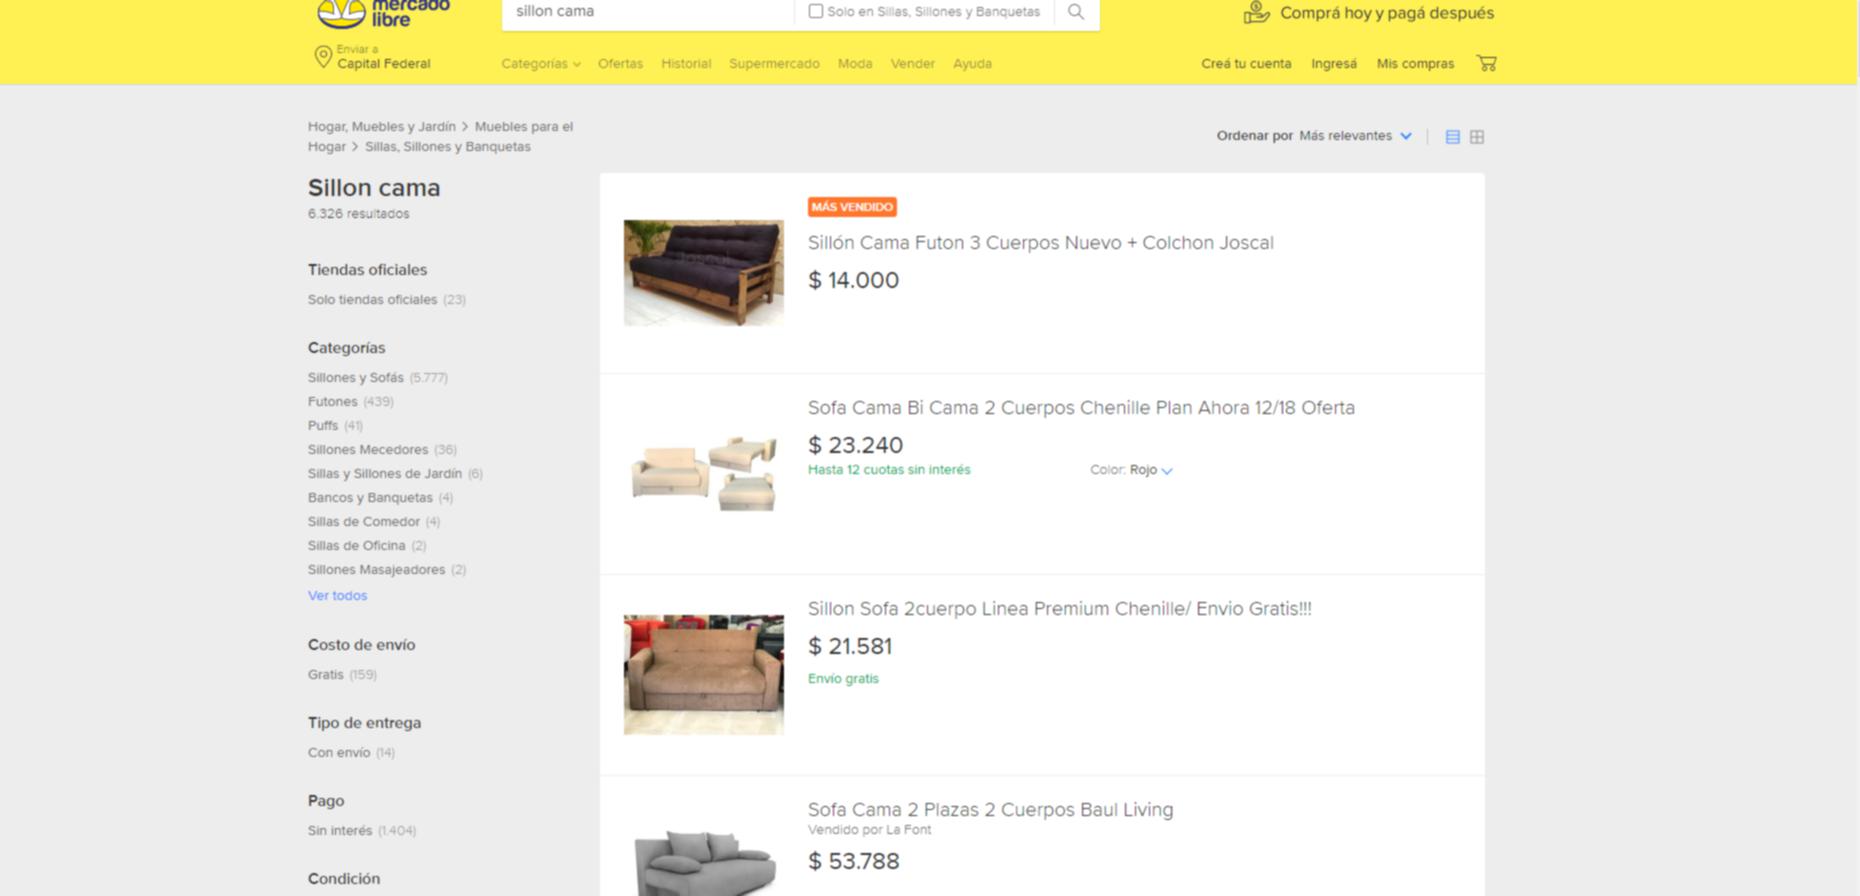 mercado
libre
sillon cama
Solo en Sillas, Sillones y Banquetas
Comprá hoy y pagá después
Enviar a
Capital Federal
Categorías
Ofertas
Historial
Supermercado
Moda
Vender
Ayuda
Creá tu cuenta
Ingresá
Mis compras
Hogar, Muebles y Jardín > Muebles para el
Hogar > Sillas, Sillones y Banquetas
Ordenar por Más relevantes
Sillon cama
6.326 resultados
Tiendas oficiales
Solo tiendas oficiales (23)
Categorías
Sillones y Sofás (5.777)
Futones (439)
Puffs (41)
Sillones Mecedores (36)
Sillas y Sillones de Jardín (6)
Bancos y Banquetas (4)
Sillas de Comedor (4)
Sillas de Oficina (2)
Sillones Masajeadores (2)
Ver todos
Costo de envío
Gratis (159)
Tipo de entrega
Con envío (14)
Pago
Sin interés (1.404)
Condición
MÁS VENDIDO
Sillón Cama Futon 3 Cuerpos Nuevo + Colchon Joscal
$ 14.000
Sofa Cama Bi Cama 2 Cuerpos Chenille Plan Ahora 12/18 Oferta
$ 23.240
Hasta 12 cuotas sin interés
Color: Rojo
Sillon Sofa 2cuerpo Linea Premium Chenille/ Envio Gratis!!!
$ 21.581
Envío gratis
Sofa Cama 2 Plazas 2 Cuerpos Baul Living
Vendido por La Font
$ 53.788